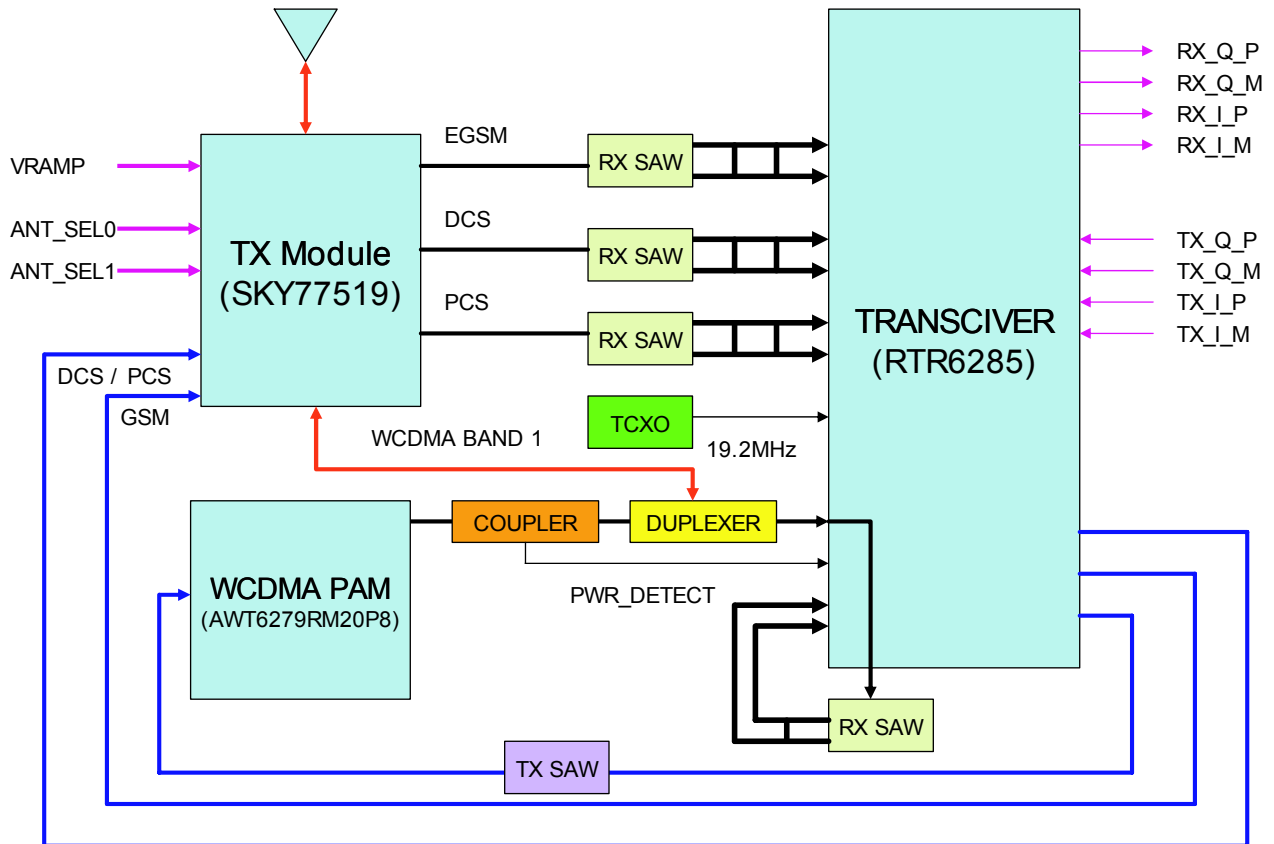 RX_Q_P
RX_Q_M
RX_I_P
RX_I_M
EGSM
RX SAW
VRAMP
DCS
ANT_SEL0
ANT_SEL1
TX Module
(SKY77519)
RX SAW
TX_Q_P
TX_Q_M
TX_I_P
TX_I_M
PCS
RX SAW
TRANSCIVER
(RTR6285)
DCS / PCS
GSM
TCXO
19.2MHz
WCDMA BAND 1
COUPLER
DUPLEXER
WCDMA PAM
(AWT6279RM20P8)
PWR_DETECT
RX SAW
TX SAW